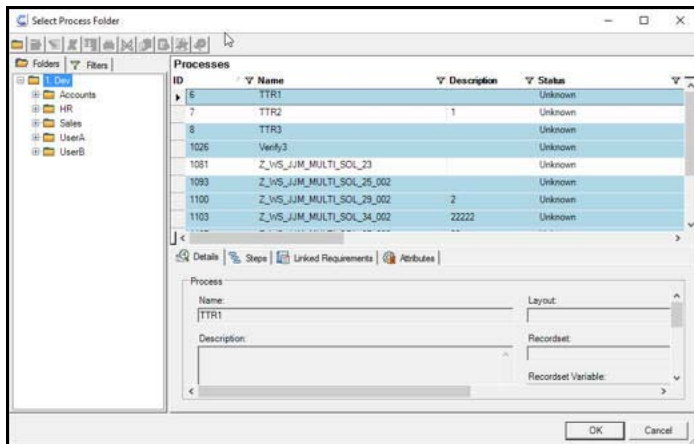 Select Process Folder
Folders
Filters
1. Dev
Accounts
HR
Sales
UserA
UserB
Processes
ID Name Description Status
6 TTR1 Unknown
7 TTR2 1 Unknown
8 TTR3 Unknown
1026 Verify3 Unknown
1081 Z_WS_JJM_MULTI_SOL_23 Unknown
1093 Z_WS_JJM_MULTI_SOL_25_002 Unknown
1100 Z_WS_JJM_MULTI_SOL_29_002 2 Unknown
1103 Z_WS_JJM_MULTI_SOL_34_002 22222 Unknown
Details Steps Linked Requirements Attributes
Process
Name: Layout:
TTR1
Description: Recordset:
Recordset Variable:
OK Cancel